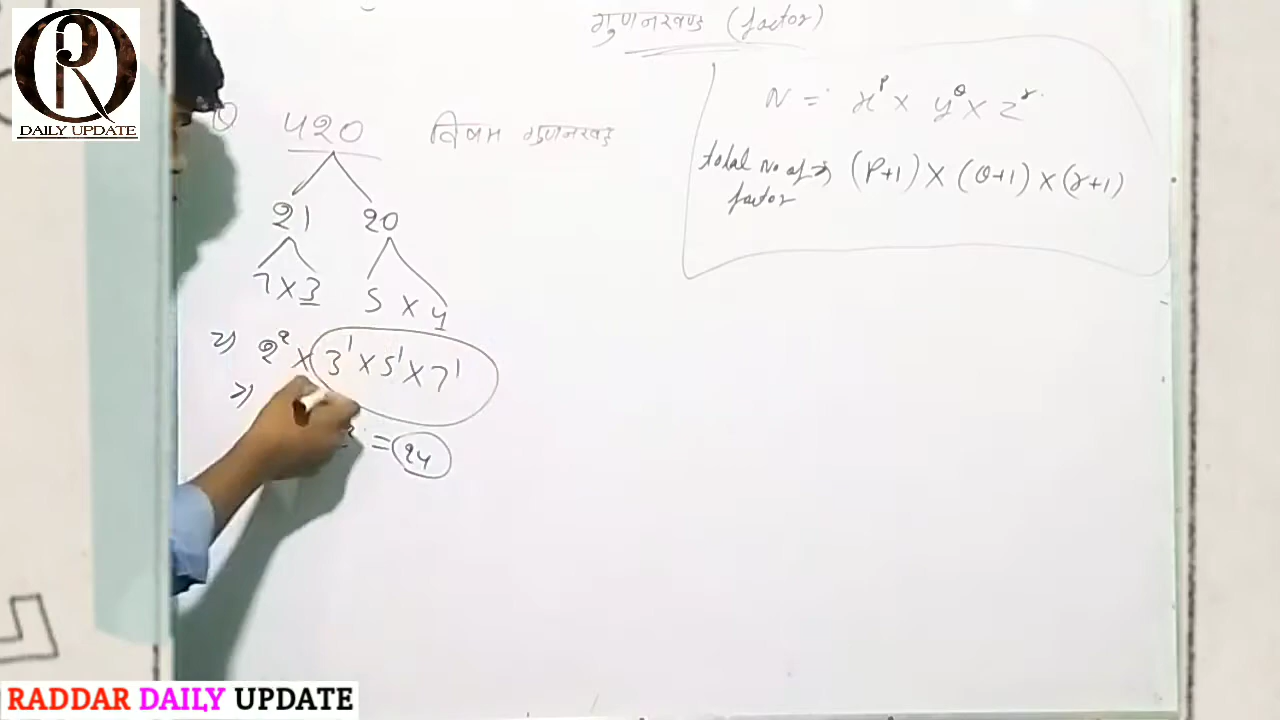 DAILY UPDATE
गुणनखण्ड (factor)
① 420 विषम गुणनखण्ड
21 20
7 × 3 5 × 4
⇒ 2² × 3¹ × 5¹ × 7¹
⇒
= 24
N = x^p × y^Q × z^r
total No of ⇒ (P+1) × (Q+1) × (r+1)
factor
RADDAR DAILY UPDATE